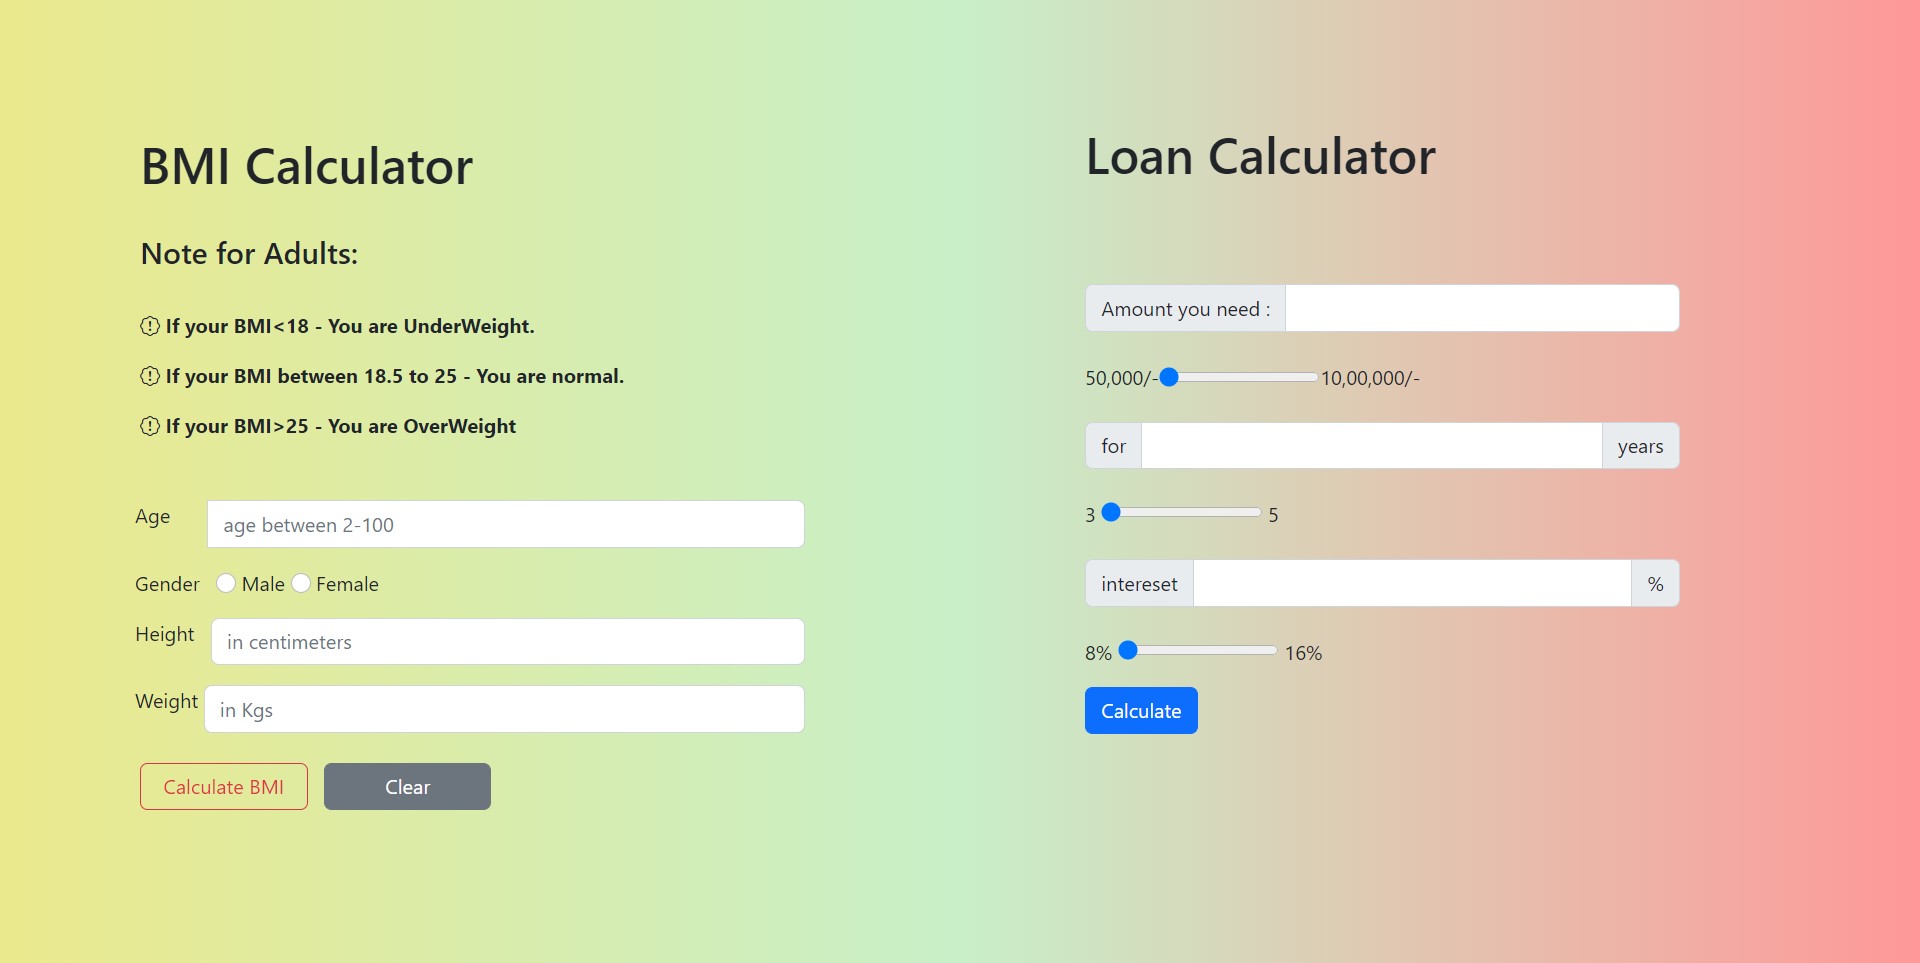 BMI Calculator
Note for Adults:
If your BMI<18 - You are UnderWeight.
If your BMI between 18.5 to 25 - You are normal.
If your BMI>25 - You are OverWeight
Age age between 2-100
Gender Male Female
Height in centimeters
Weight in Kgs
Calculate BMI Clear
Loan Calculator
Amount you need :
50,000/- 10,00,000/-
for years
3 5
intereset %
8% 16%
Calculate